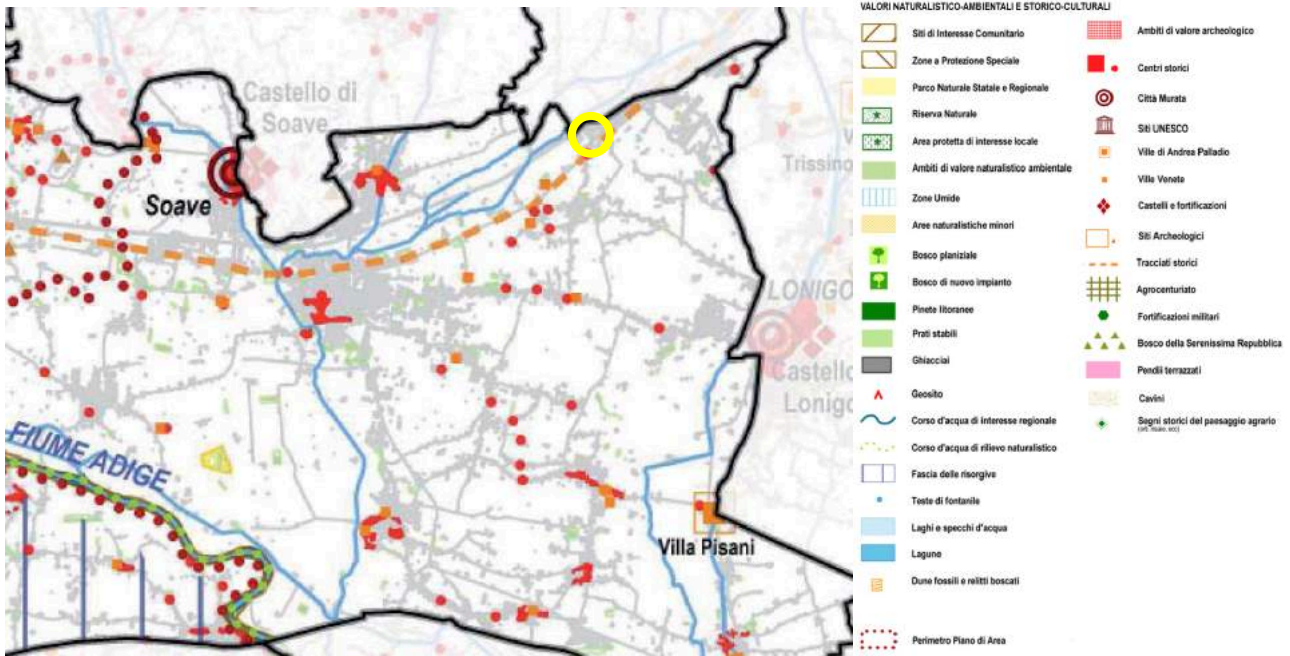 VALORI NATURALISTICO-AMBIENTALI E STORICO-CULTURALI
Castello di
Soave
Soave
Trissino
LONIGO
Castello
Lonigo
FIUME ADIGE
Villa Pisani
Siti di Interesse Comunitario
Zone a Protezione Speciale
Parco Naturale Statale e Regionale
Riserva Naturale
Area protetta di interesse locale
Ambiti di valore naturalistico ambientale
Zone Umide
Aree naturalistiche minori
Bosco planiziale
Bosco di nuovo impianto
Pinete litoranee
Prati stabili
Ghiacciai
Geosito
Corso d'acqua di interesse regionale
Corso d'acqua di rilievo naturalistico
Fascia delle risorgive
Teste di fontanile
Laghi e specchi d'acqua
Lagune
Dune fossili e relitti boscati
Perimetro Piano di Area
Ambiti di valore archeologico
Centri storici
Città Murata
Siti UNESCO
Ville di Andrea Palladio
Ville Venete
Castelli e fortificazioni
Siti Archeologici
Tracciati storici
Agrocenturiato
Fortificazioni militari
Bosco della Serenissima Repubblica
Pendii terrazzati
Cavini
Segni storici del paesaggio agrario